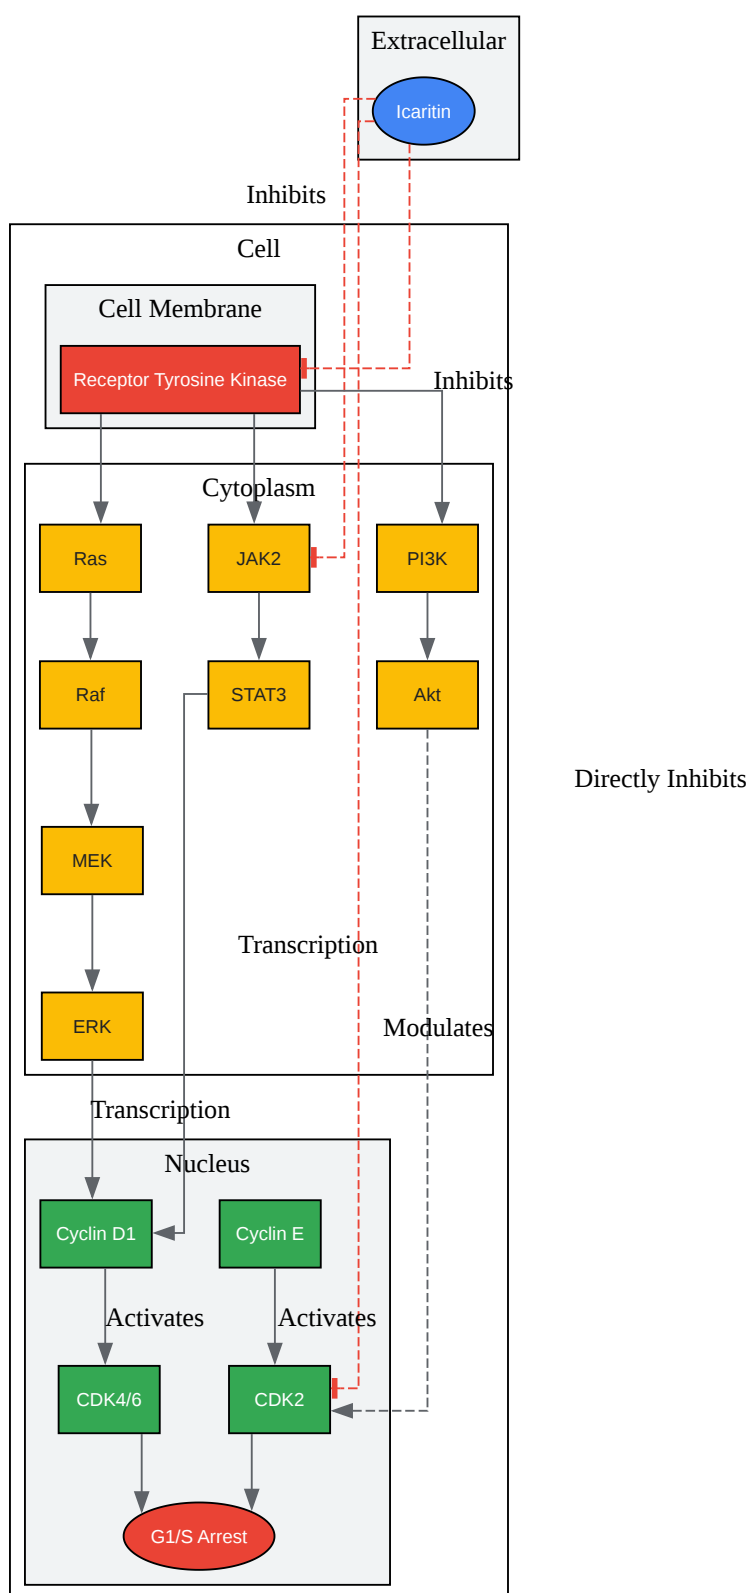 Extracellular
Icaritin
Inhibits
Cell
Cell Membrane
Receptor Tyrosine Kinase
Inhibits
Cytoplasm
Ras
JAK2
PI3K
Raf
STAT3
Akt
Directly Inhibits
MEK
Transcription
ERK
Modulates
Transcription
Nucleus
Cyclin D1
Cyclin E
Activates
Activates
CDK4/6
CDK2
G1/S Arrest